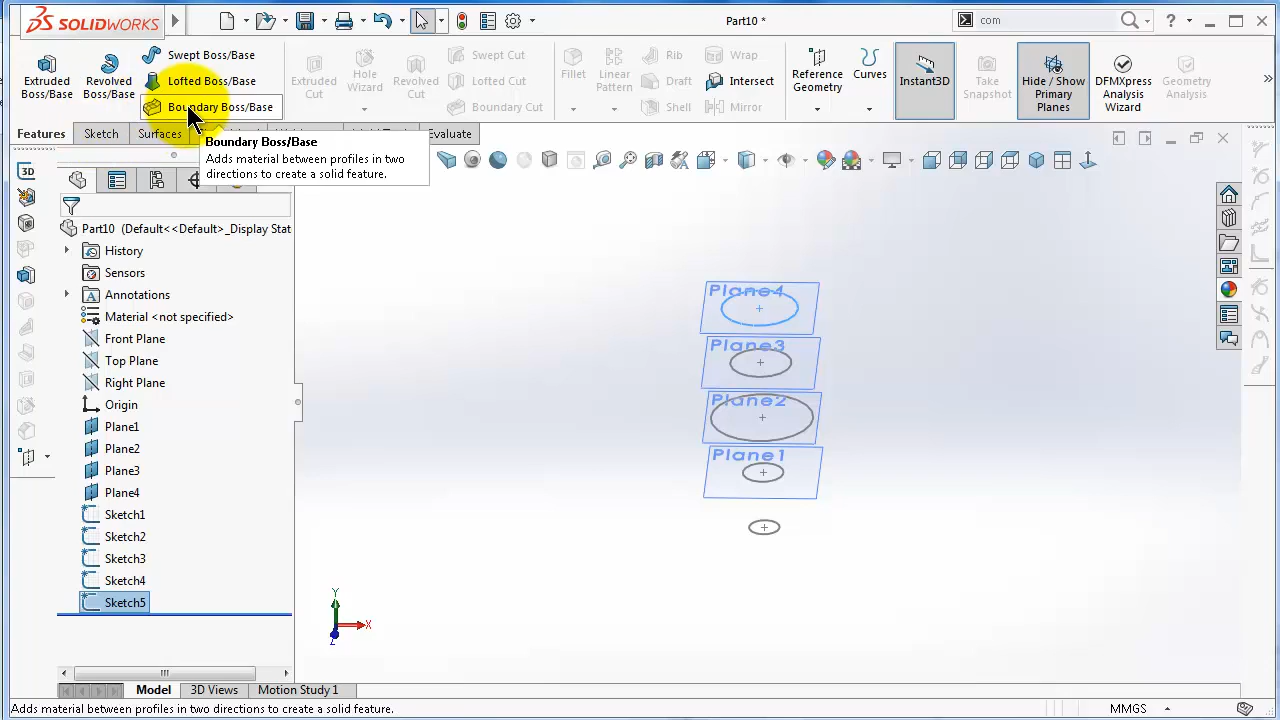 SOLIDWORKS
Part10 *
com
Extruded Boss/Base
Revolved Boss/Base
Swept Boss/Base
Lofted Boss/Base
Boundary Boss/Base
Extruded Cut
Hole Wizard
Revolved Cut
Swept Cut
Lofted Cut
Boundary Cut
Fillet
Linear Pattern
Rib
Draft
Shell
Wrap
Intersect
Mirror
Reference Geometry
Curves
Instant3D
Take Snapshot
Hide / Show Primary Planes
DFMXpress Analysis Wizard
Geometry Analysis
Features
Sketch
Surfaces
Evaluate
Boundary Boss/Base
Adds material between profiles in two
directions to create a solid feature.
3D
Part10 (Default<<Default>_Display Stat
History
Sensors
Annotations
Material <not specified>
Front Plane
Top Plane
Right Plane
Origin
Plane1
Plane2
Plane3
Plane4
Sketch1
Sketch2
Sketch3
Sketch4
Sketch5
Plane4
Plane3
Plane2
Plane1
Y
X
Z
Model
3D Views
Motion Study 1
Adds material between profiles in two directions to create a solid feature.
MMGS